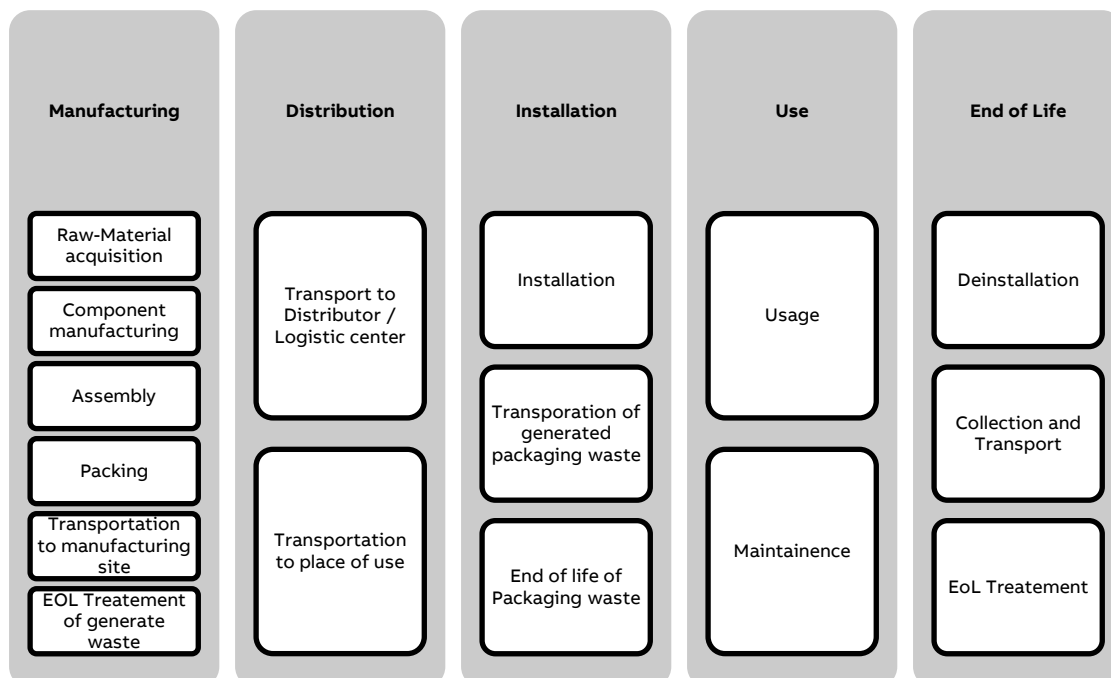 Manufacturing
Raw-Material
acquisition
Component
manufacturing
Assembly
Packing
Transportation
to manufacturing
site
EOL Treatement
of generate
waste
Distribution
Transport to
Distributor /
Logistic center
Transportation
to place of use
Installation
Installation
Transporation of
generated
packaging waste
End of life of
Packaging waste
Use
Usage
Maintainence
End of Life
Deinstallation
Collection and
Transport
EoL Treatement